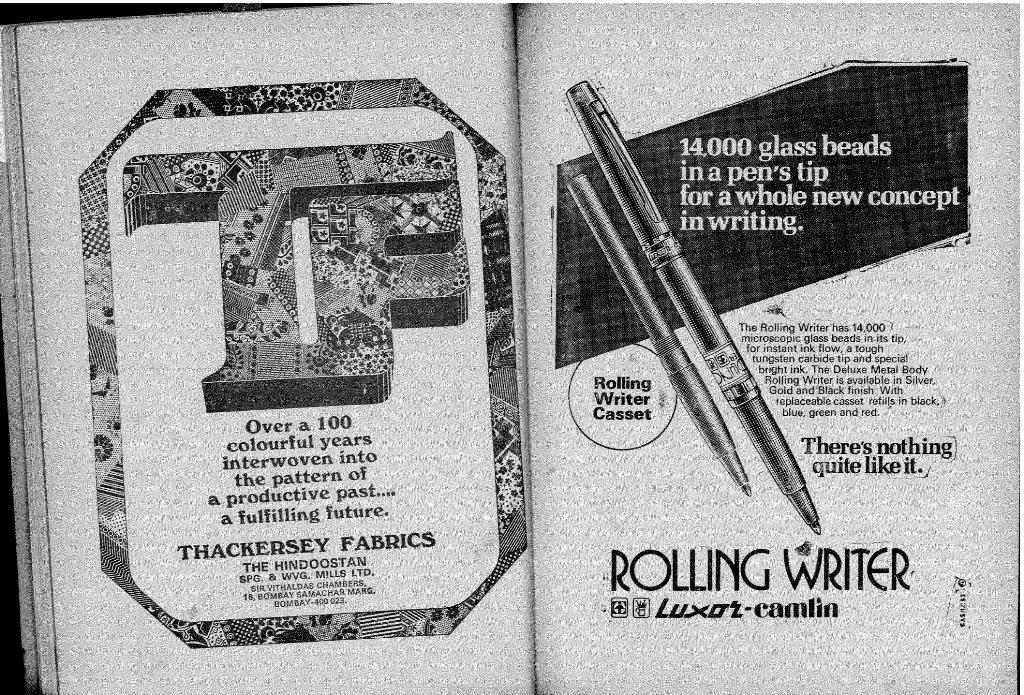 TF
Over a 100
colourful years
interwoven into
the pattern of
a productive past....
a fulfilling future.
THACKERSEY FABRICS
THE HINDOOSTAN
SPG. & WVG. MILLS LTD.
SIR VITHALDAS CHAMBERS,
16, BOMBAY SAMACHAR MARG,
BOMBAY-400 023.
14,000 glass beads
in a pen's tip
for a whole new concept
in writing.
The Rolling Writer has 14,000
microscopic glass beads in its tip,
for instant ink flow, a tough
tungsten carbide tip and special
bright ink. The Deluxe Metal Body
Rolling Writer is available in Silver,
Gold and Black finish. With
replaceable casset refills in black,
blue, green and red.
Rolling
Writer
Casset
There's nothing
quite like it.
ROLLING WRITER
Luxor-camlin